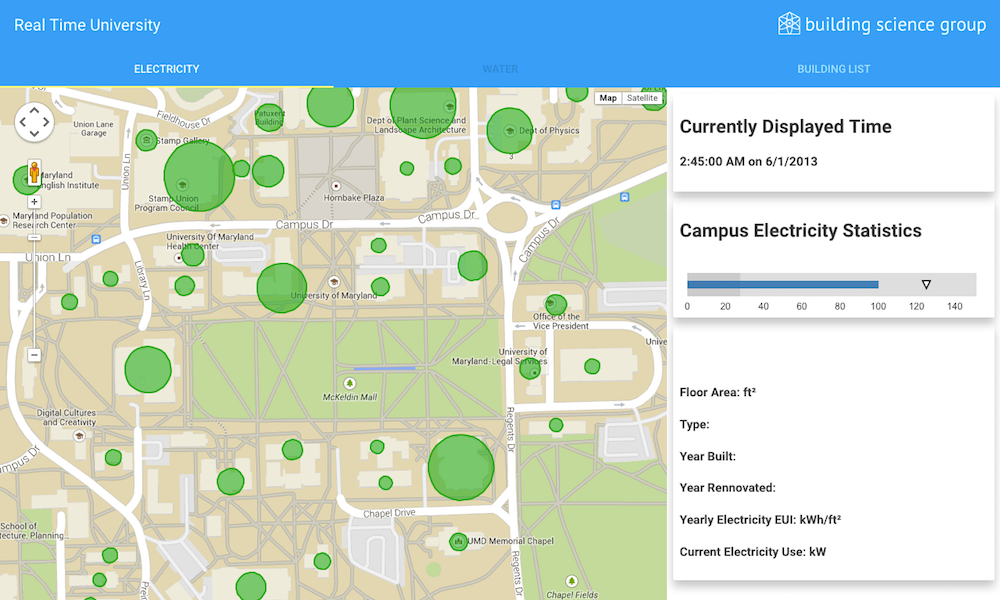 Real Time University
building science group
ELECTRICITY
WATER
BUILDING LIST
Map
Satellite
Fieldhouse Dr
Union Lane
Garage
Patuxent
Building
Dept of Plant Science and
Landscape Architecture
Dept of Physics
3
Stamp Gallery
Union Ln
Maryland
English Institute
Stamp Union
Program Council
Hornbake Plaza
Maryland Population
Research Center
Campus Dr
Campus Dr
Campus Dr
University Of Maryland
Health Center
Union Ln
Library Ln
University of Maryland
Office of the
Vice President
University of
Maryland-Legal Services
Unive
McKeldin Mall
Digital Cultures
and Creativity
Regents Dr
mpus Dr
Chapel Drive
School of
tecture, Planning...
UMD Memorial Chapel
Regents Dr
Chapel Fields
Currently Displayed Time
2:45:00 AM on 6/1/2013
Campus Electricity Statistics
0 20 40 60 80 100 120 140
Floor Area: ft²
Type:
Year Built:
Year Rennovated:
Yearly Electricity EUI: kWh/ft²
Current Electricity Use: kW